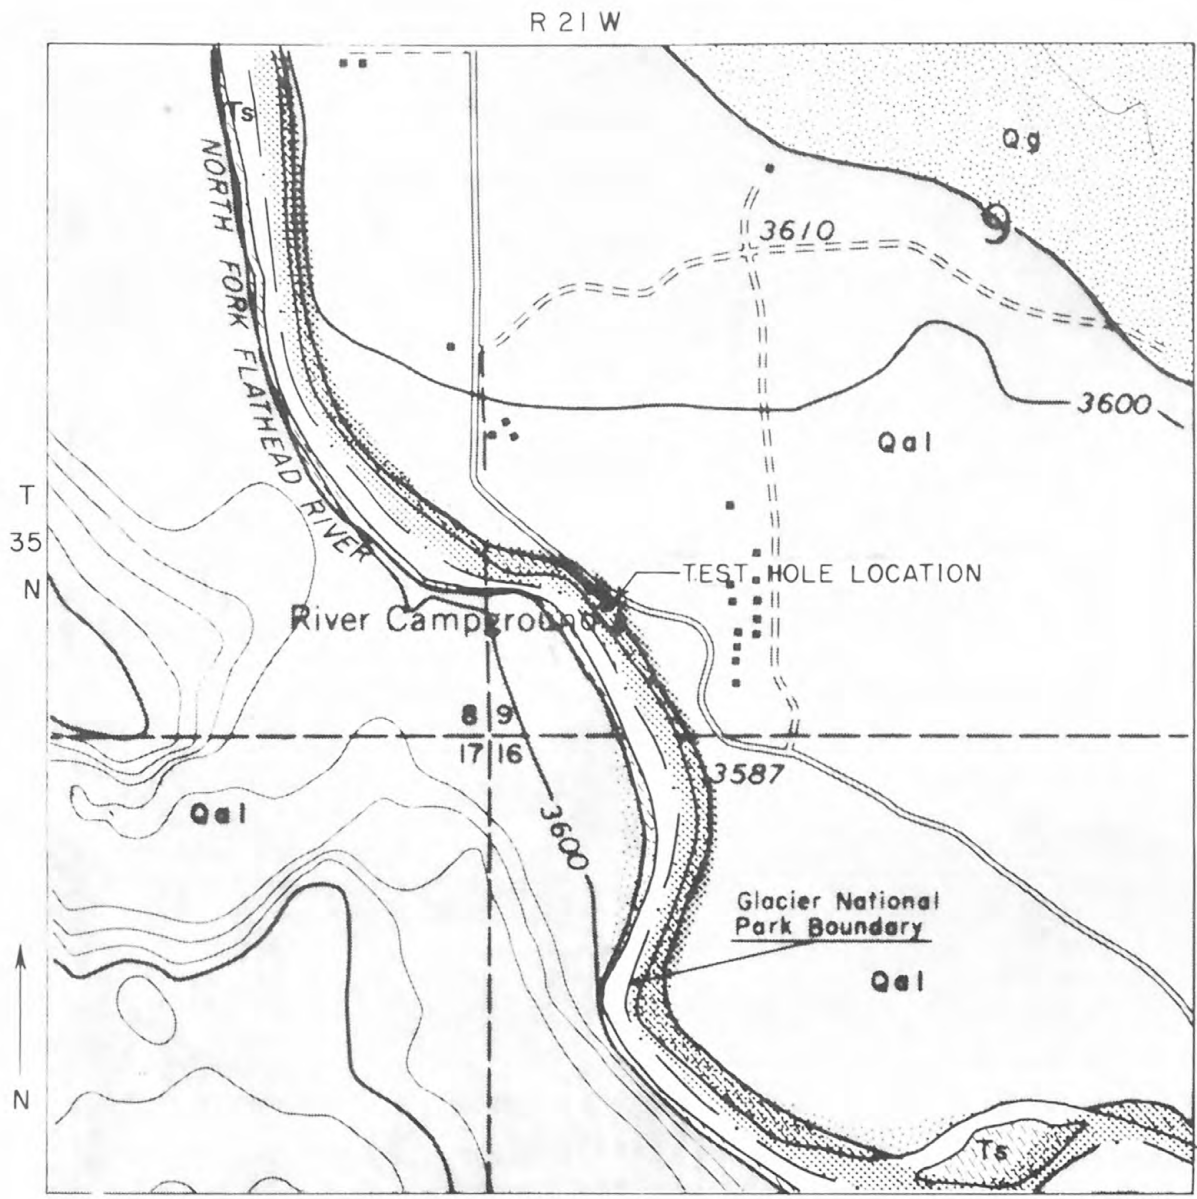 R 21 W
Ts
Qg
NORTH FORK FLATHEAD RIVER
3610
3600
Qal
T
35
N
TEST HOLE LOCATION
River Campground
8 9
17 16
3587
Qal
3600
Glacier National
Park Boundary
Qal
N
Ts